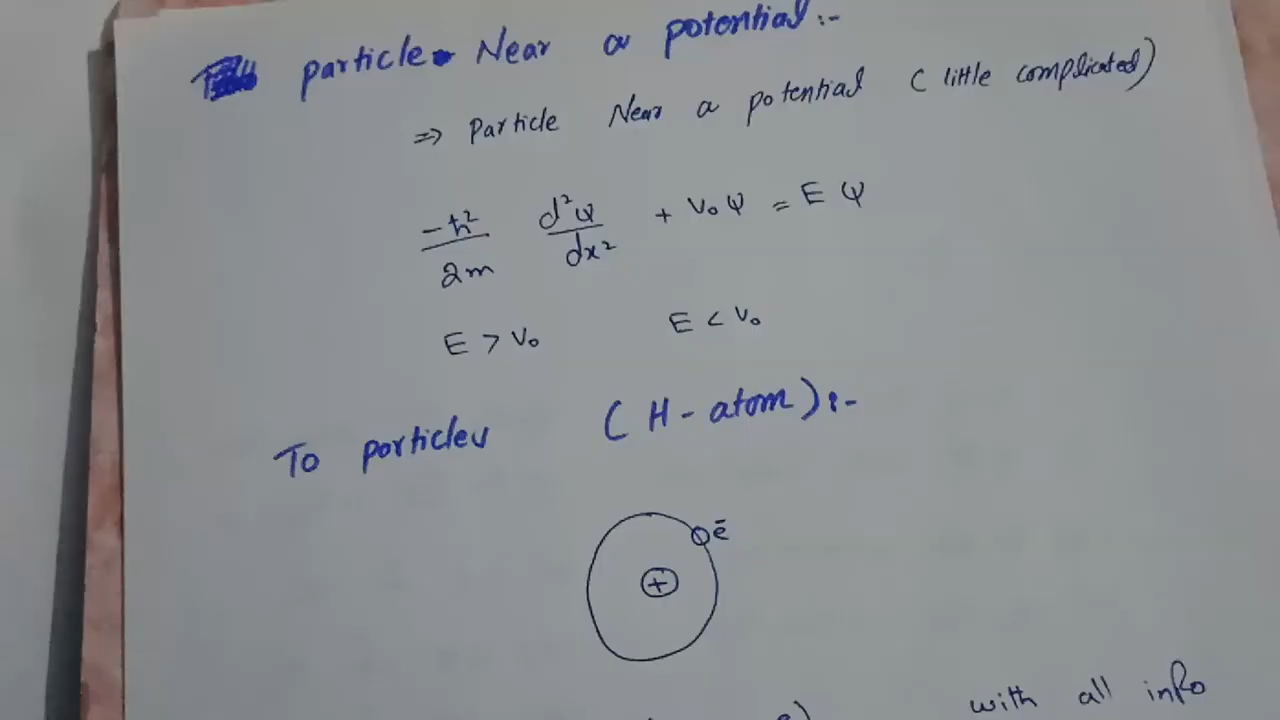 particle Near a potential:-
⇒ Particle Near a potential (little complicated)
-ħ²/2m d²ψ/dx² + V₀ψ = Eψ
E > V₀ E < V₀
To particles (H-atom):-
ē
+
with all info